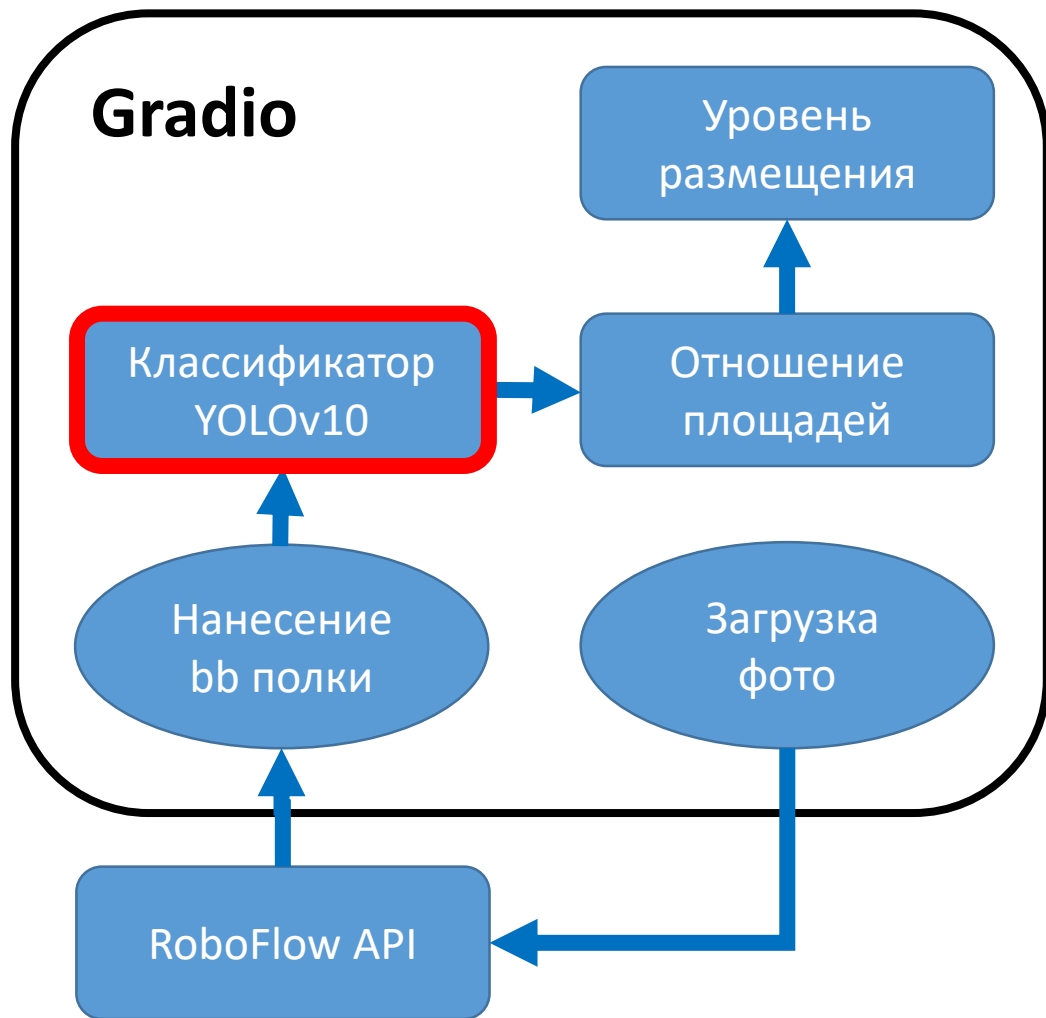 Gradio
Уровень
размещения
Классификатор
YOLOv10
Отношение
площадей
Нанесение
bb полки
Загрузка
фото
RoboFlow API